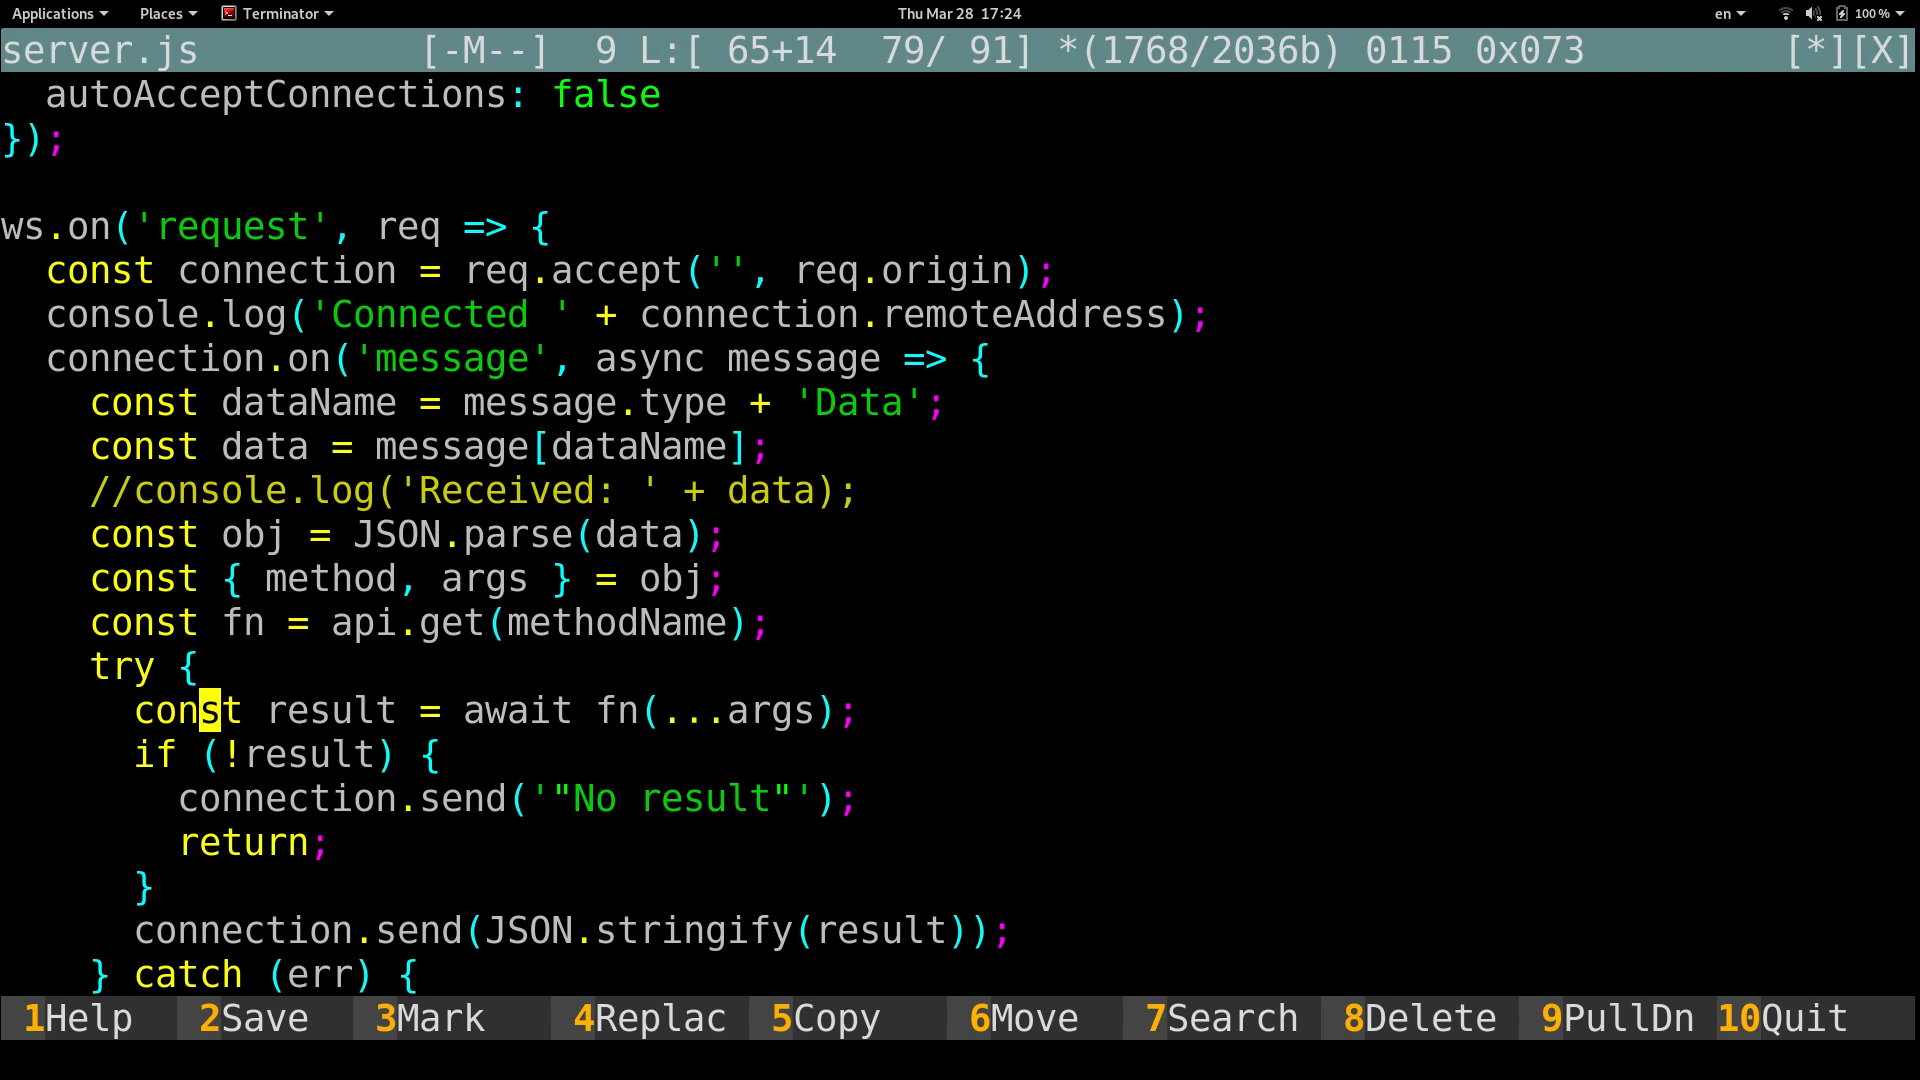 Applications Places Terminator Thu Mar 28 17:24 en 100 %
server.js [-M--] 9 L:[ 65+14 79/ 91] *(1768/2036b) 0115 0x073 [*][X]
  autoAcceptConnections: false
});

ws.on('request', req => {
  const connection = req.accept('', req.origin);
  console.log('Connected ' + connection.remoteAddress);
  connection.on('message', async message => {
    const dataName = message.type + 'Data';
    const data = message[dataName];
    //console.log('Received: ' + data);
    const obj = JSON.parse(data);
    const { method, args } = obj;
    const fn = api.get(methodName);
    try {
      const result = await fn(...args);
      if (!result) {
        connection.send('"No result"');
        return;
      }
      connection.send(JSON.stringify(result));
    } catch (err) {
1Help 2Save 3Mark 4Replac 5Copy 6Move 7Search 8Delete 9PullDn 10Quit